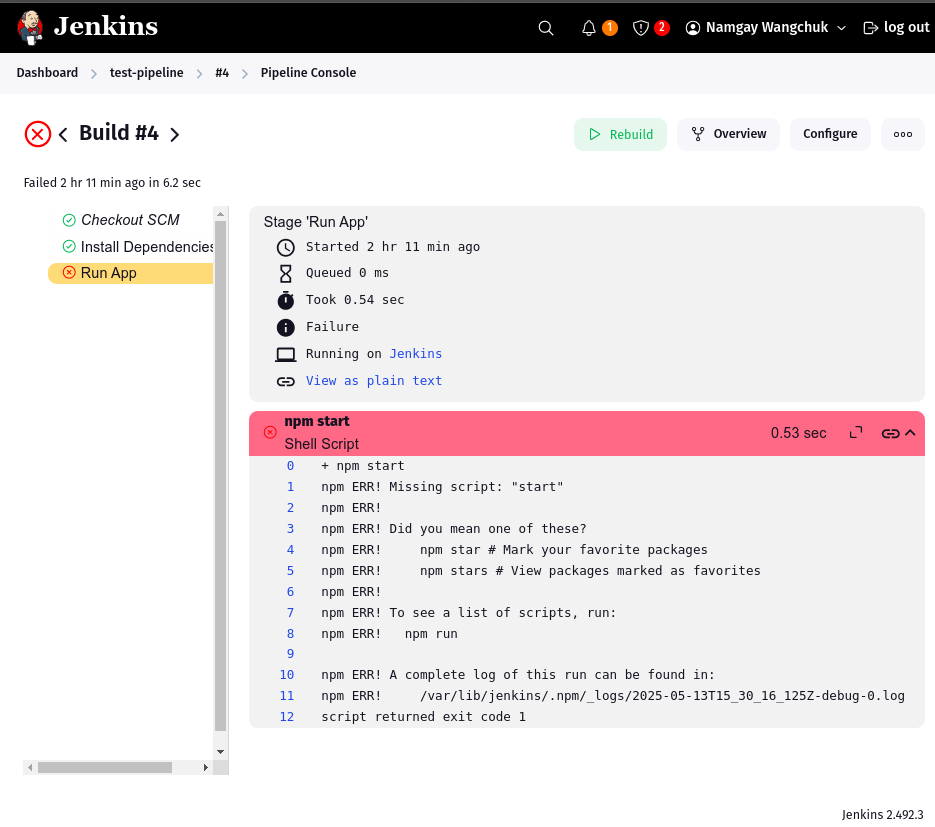 Jenkins
1
2
Namgay Wangchuk
log out
Dashboard
test-pipeline
#4
Pipeline Console
Build #4
Rebuild
Overview
Configure
Failed 2 hr 11 min ago in 6.2 sec
Checkout SCM
Install Dependencies
Run App
Stage 'Run App'
Started 2 hr 11 min ago
Queued 0 ms
Took 0.54 sec
Failure
Running on Jenkins
View as plain text
npm start
Shell Script
0.53 sec
0 + npm start
1 npm ERR! Missing script: "start"
2 npm ERR!
3 npm ERR! Did you mean one of these?
4 npm ERR!     npm star # Mark your favorite packages
5 npm ERR!     npm stars # View packages marked as favorites
6 npm ERR!
7 npm ERR! To see a list of scripts, run:
8 npm ERR!   npm run
9
10 npm ERR! A complete log of this run can be found in:
11 npm ERR!     /var/lib/jenkins/.npm/_logs/2025-05-13T15_30_16_125Z-debug-0.log
12 script returned exit code 1
Jenkins 2.492.3